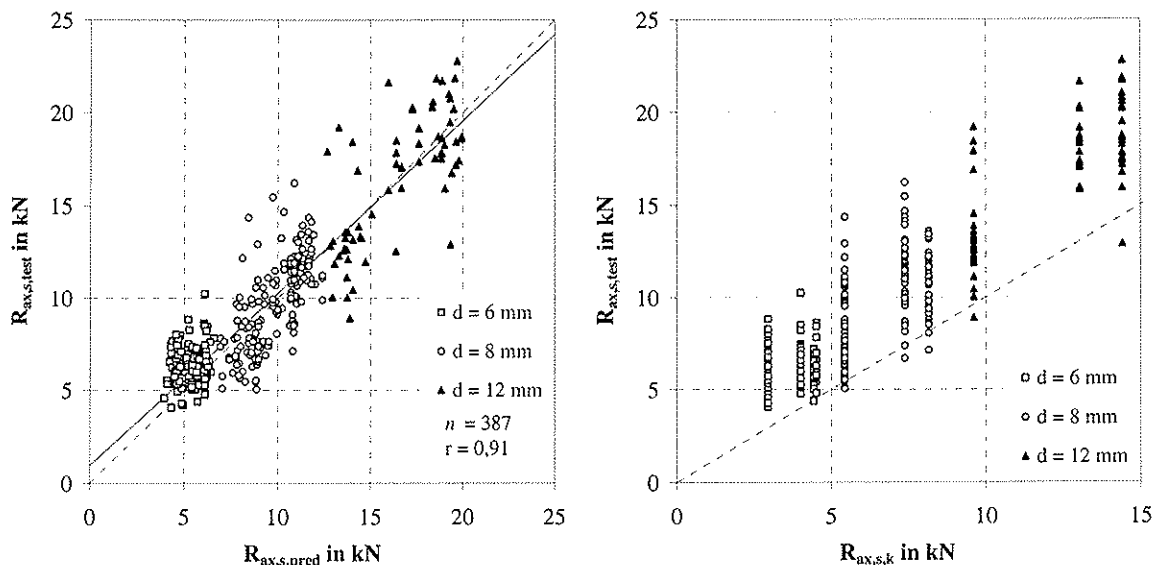 25
20
15
10
5
0
R_ax,s,test in kN
0 5 10 15 20 25
R_ax,s,pred in kN
d = 6 mm
d = 8 mm
d = 12 mm
n = 387
r = 0,91
25
20
15
10
5
0
R_ax,s,test in kN
0 5 10 15
R_ax,s,k in kN
d = 6 mm
d = 8 mm
d = 12 mm